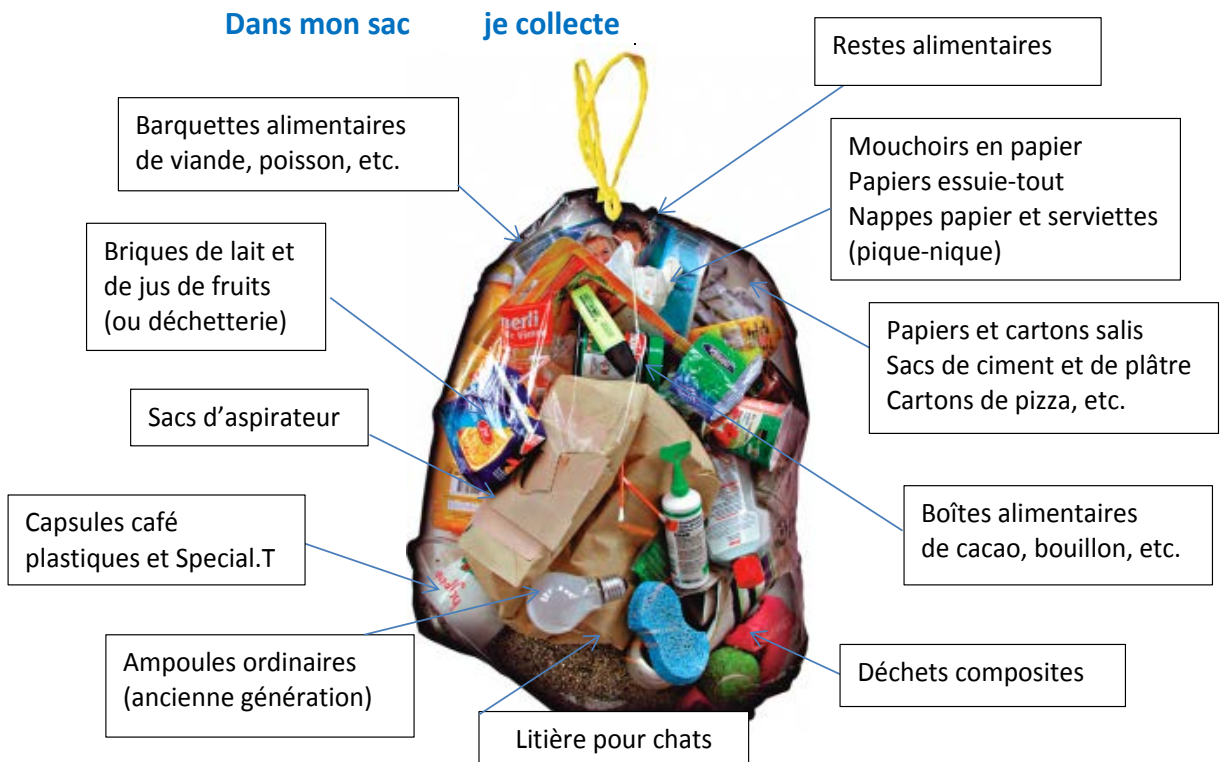 Dans mon sac je collecte
Restes alimentaires
Barquettes alimentaires
de viande, poisson, etc.
Mouchoirs en papier
Papiers essuie-tout
Nappes papier et serviettes
(pique-nique)
Briques de lait et
de jus de fruits
(ou déchetterie)
Papiers et cartons salis
Sacs de ciment et de plâtre
Cartons de pizza, etc.
Sacs d’aspirateur
Capsules café
plastiques et Special.T
Boîtes alimentaires
de cacao, bouillon, etc.
Ampoules ordinaires
(ancienne génération)
Déchets composites
Litière pour chats